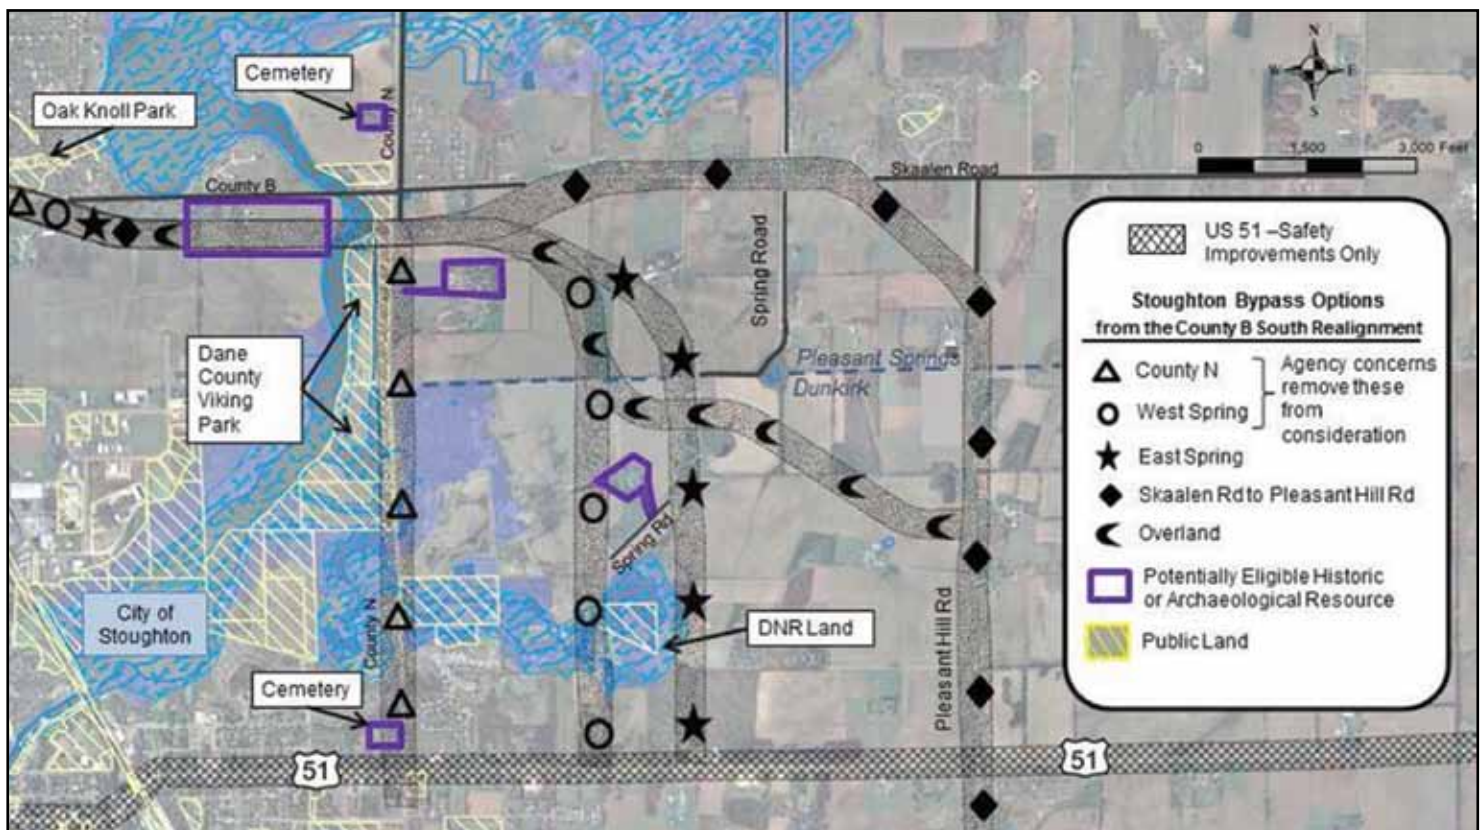 Cemetery
County N
Oak Knoll Park
N
W E
S
0 1,500 3,000 Feet
County B
Skaalen Road
Spring Road
US 51 –Safety
Improvements Only
Stoughton Bypass Options
from the County B South Realignment
County N
West Spring
Agency concerns
remove these
from
consideration
East Spring
Skaalen Rd to Pleasant Hill Rd
Overland
Potentially Eligible Historic
or Archaeological Resource
Public Land
Dane
County
Viking
Park
Pleasant Springs
Dunkirk
Spring Rd
City of
Stoughton
County N
DNR Land
Pleasant Hill Rd
Cemetery
51
51